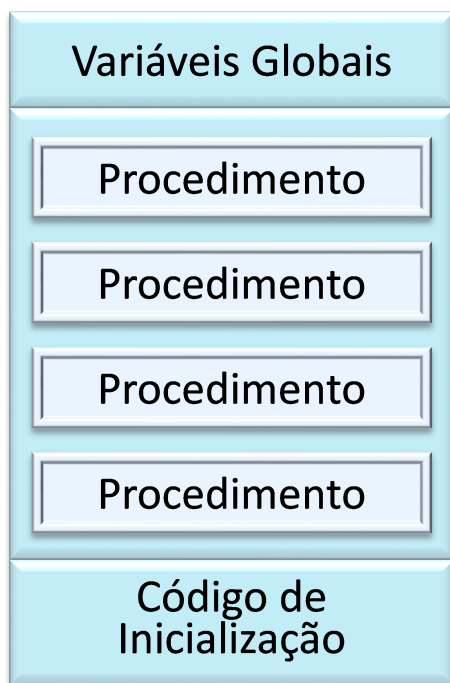 Variáveis Globais
Procedimento
Procedimento
Procedimento
Procedimento
Código de
Inicialização